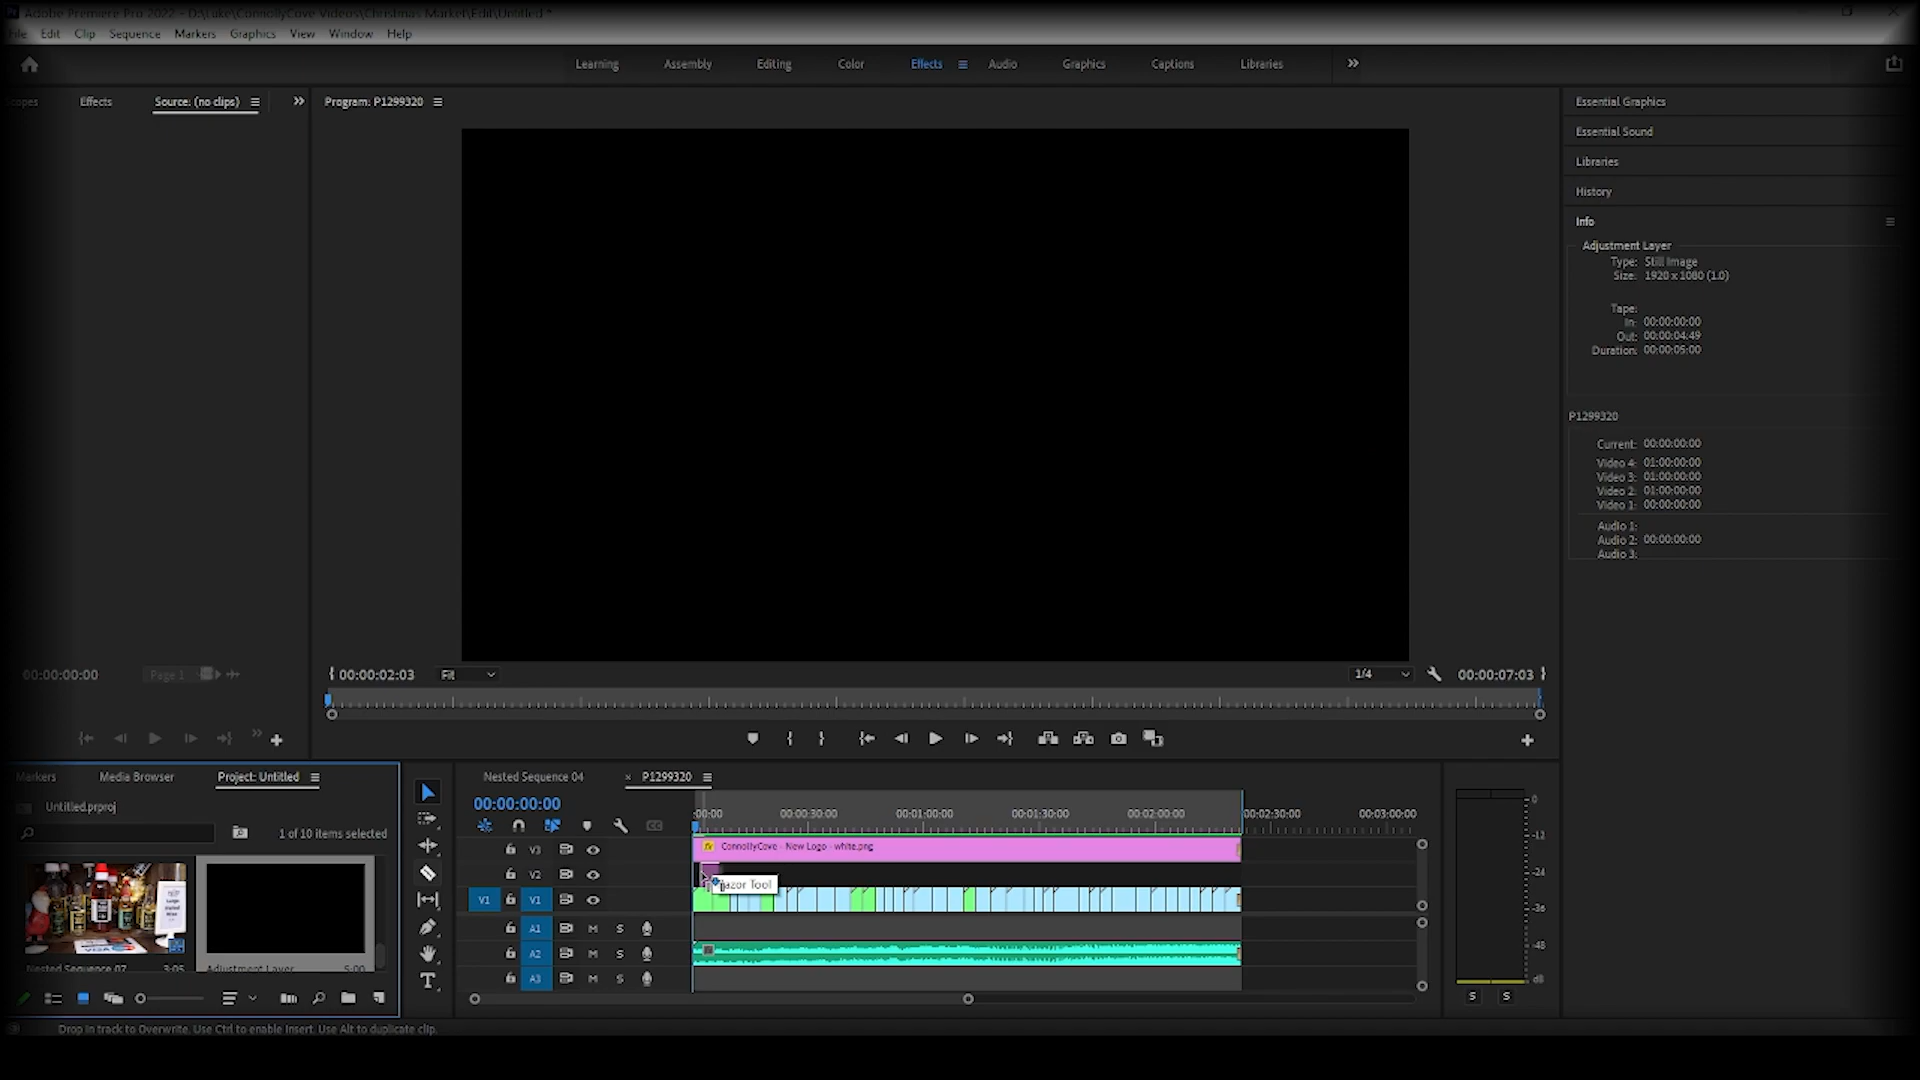 Adobe Premiere Pro 2022 - D:\Luke\ConnollyCove Videos\Christmas Market\Edit\Untitled *
File Edit Clip Sequence Markers Graphics View Window Help
Learning Assembly Editing Color Effects Audio Graphics Captions Libraries
Scopes Effects Source: (no clips) Program: P1299320
Essential Graphics
Essential Sound
Libraries
History
Info
Adjustment Layer
Type: Still Image
Size: 1920 x 1080 (1.0)
Tape:
In: 00:00:00:00
Out: 00:00:04:49
Duration: 00:00:05:00
P1299320
Current: 00:00:00:00
Video 4: 01:00:00:00
Video 3: 01:00:00:00
Video 2: 01:00:00:00
Video 1: 00:00:00:00
Audio 1:
Audio 2: 00:00:00:00
Audio 3:
00:00:00:00 Page 1 00:00:02:03 Fit 1/4 00:00:07:03
Markers Media Browser Project: Untitled
Untitled.prproj
1 of 10 items selected
Nested Sequence 07 3:05 Adjustment Layer 5:00
Nested Sequence 04 × P1299320
00:00:00:00
:00:00 00:00:30:00 00:01:00:00 00:01:30:00 00:02:00:00 00:02:30:00 00:03:00:00
V3 fx ConnollyCove - New Logo - white.png
V2
azor Tool
V1 V1
A1 M S
A2 M S
A3 M S
0
-12
-24
-36
-48
dB
S S
Drop in track to Overwrite. Use Ctrl to enable Insert. Use Alt to duplicate clip.